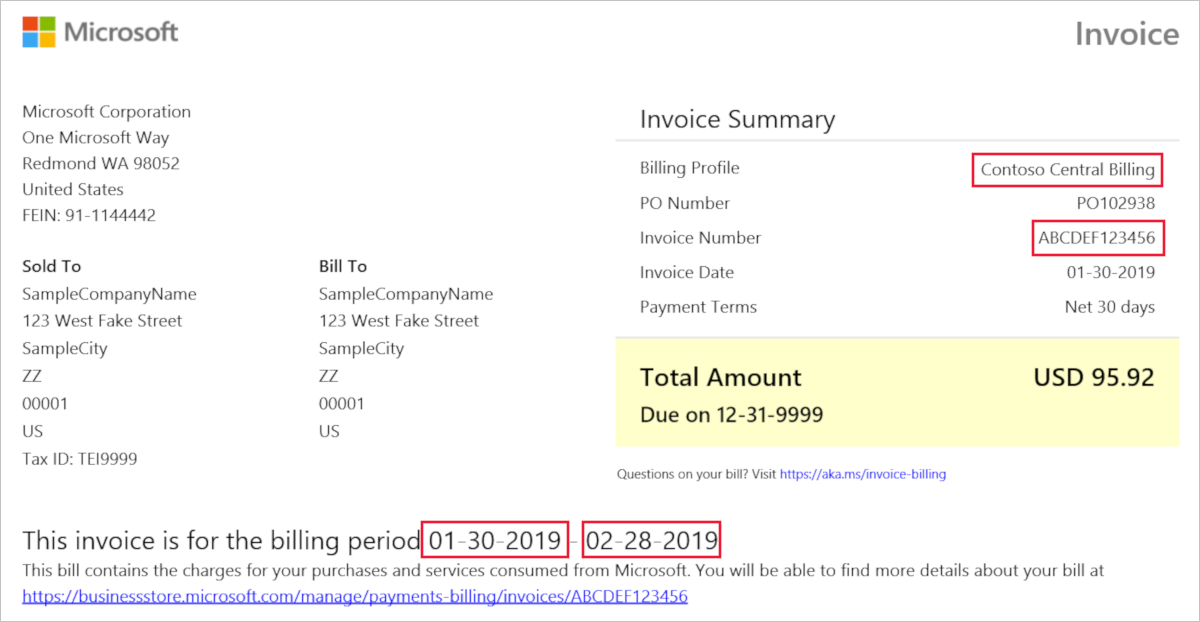 Microsoft
Invoice
Microsoft Corporation
One Microsoft Way
Redmond WA 98052
United States
FEIN: 91-1144442
Sold To
SampleCompanyName
123 West Fake Street
SampleCity
ZZ
00001
US
Tax ID: TEI9999
Bill To
SampleCompanyName
123 West Fake Street
SampleCity
ZZ
00001
US
Invoice Summary
Billing Profile Contoso Central Billing
PO Number PO102938
Invoice Number ABCDEF123456
Invoice Date 01-30-2019
Payment Terms Net 30 days
Total Amount USD 95.92
Due on 12-31-9999
Questions on your bill? Visit https://aka.ms/invoice-billing
This invoice is for the billing period 01-30-2019 - 02-28-2019
This bill contains the charges for your purchases and services consumed from Microsoft. You will be able to find more details about your bill at
https://businessstore.microsoft.com/manage/payments-billing/invoices/ABCDEF123456